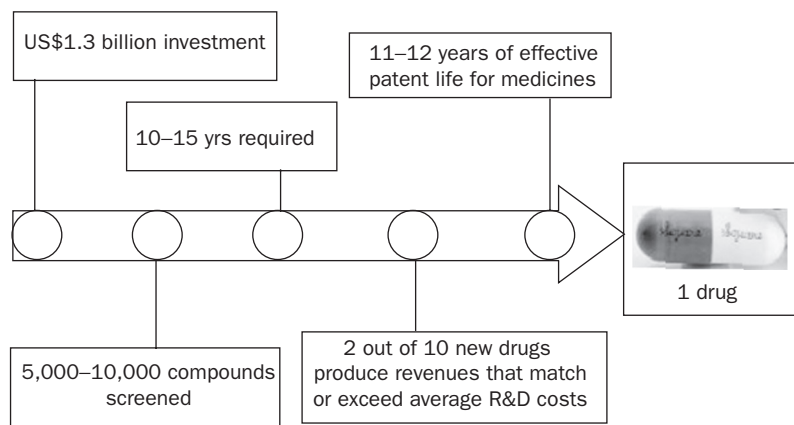 US$1.3 billion investment
11–12 years of effective
patent life for medicines
10–15 yrs required
1 drug
5,000–10,000 compounds
screened
2 out of 10 new drugs
produce revenues that match
or exceed average R&D costs